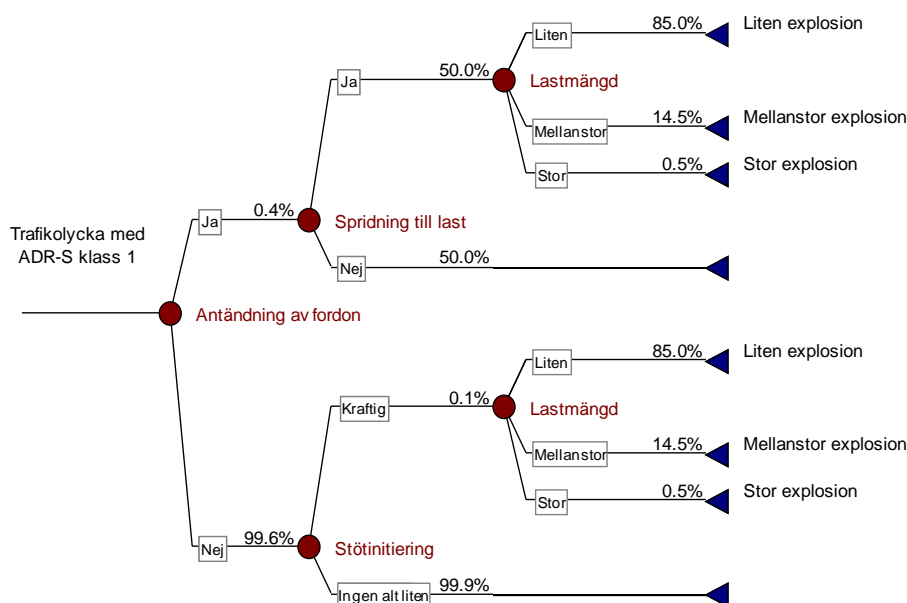 Liten
85.0%
Liten explosion
Ja
50.0%
Lastmängd
Mellanstor
14.5%
Mellanstor explosion
Stor
0.5%
Stor explosion
Trafikolycka med
ADR-S klass 1
Ja
0.4%
Spridning till last
Nej
50.0%
Antändning av fordon
Liten
85.0%
Liten explosion
Kraftig
0.1%
Lastmängd
Mellanstor
14.5%
Mellanstor explosion
Stor
0.5%
Stor explosion
Nej
99.6%
Stötinitiering
Ingen alt liten
99.9%